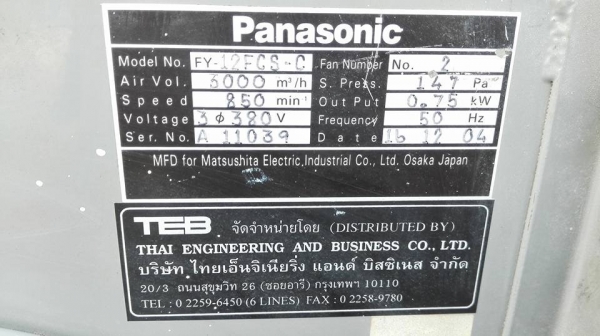 Panasonic
Model No. FY-12FCS-C Fan Number No. 2
Air Vol. 3000 m³/h S. Press. 147 Pa
Speed 850 min⁻¹ Out Put 0.75 kW
Voltage 3 φ 380 V Frequency 50 Hz
Ser. No. A 11039 Date 16 12 04
MFD for Matsushita Electric,Industrial Co., Ltd. Osaka Japan
TEB จัดจำหน่ายโดย (DISTRIBUTED BY)
THAI ENGINEERING AND BUSINESS CO., LTD.
บริษัท ไทยเอ็นจิเนียริ่ง แอนด์ บิสซิเนส จำกัด
20/3 ถนนสุขุมวิท 26 (ซอยอารี) กรุงเทพฯ 10110
TEL : 0 2259-6450 (6 LINES) FAX : 0 2258-9780